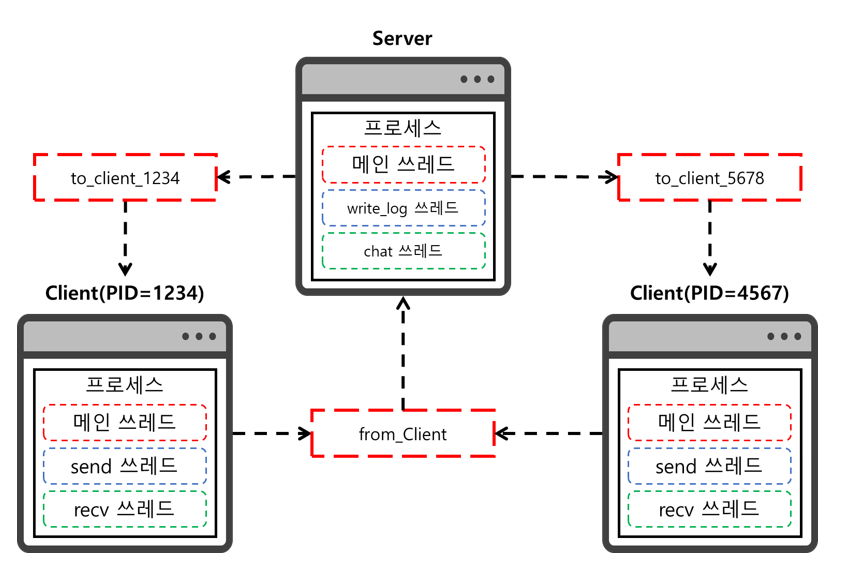 Server
프로세스
메인 쓰레드
write_log 쓰레드
chat 쓰레드
to_client_1234
to_client_5678
Client(PID=1234)
프로세스
메인 쓰레드
send 쓰레드
recv 쓰레드
from_Client
Client(PID=4567)
프로세스
메인 쓰레드
send 쓰레드
recv 쓰레드